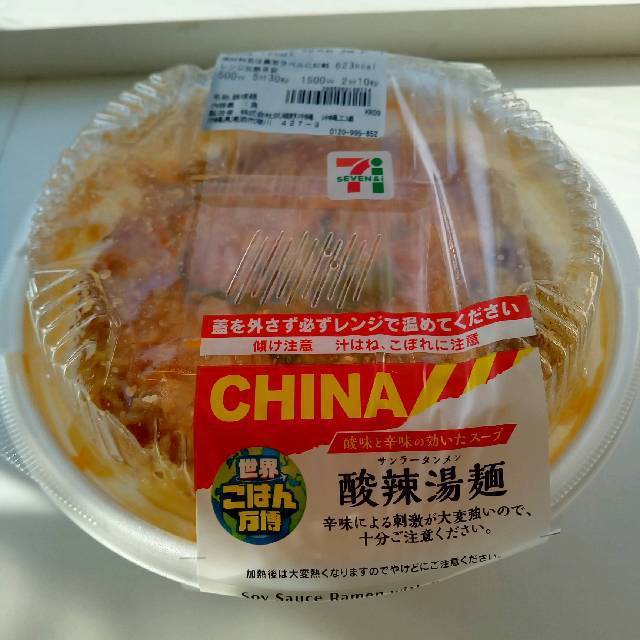 623kcal
500W 5分30秒 1500W 2分10秒
427-3
0120-995-852
SEVEN&i
蓋を外さず必ずレンジで温めてください
傾け注意 汁はね、こぼれに注意
CHINA
酸味と辛味の効いたスープ
世界
ごはん
万博
サンラータンメン
酸辣湯麺
辛味による刺激が大変強いので、
十分ご注意ください。
加熱後は大変熱くなりますのでやけどにご注意ください。
Soy Sauce Ramen